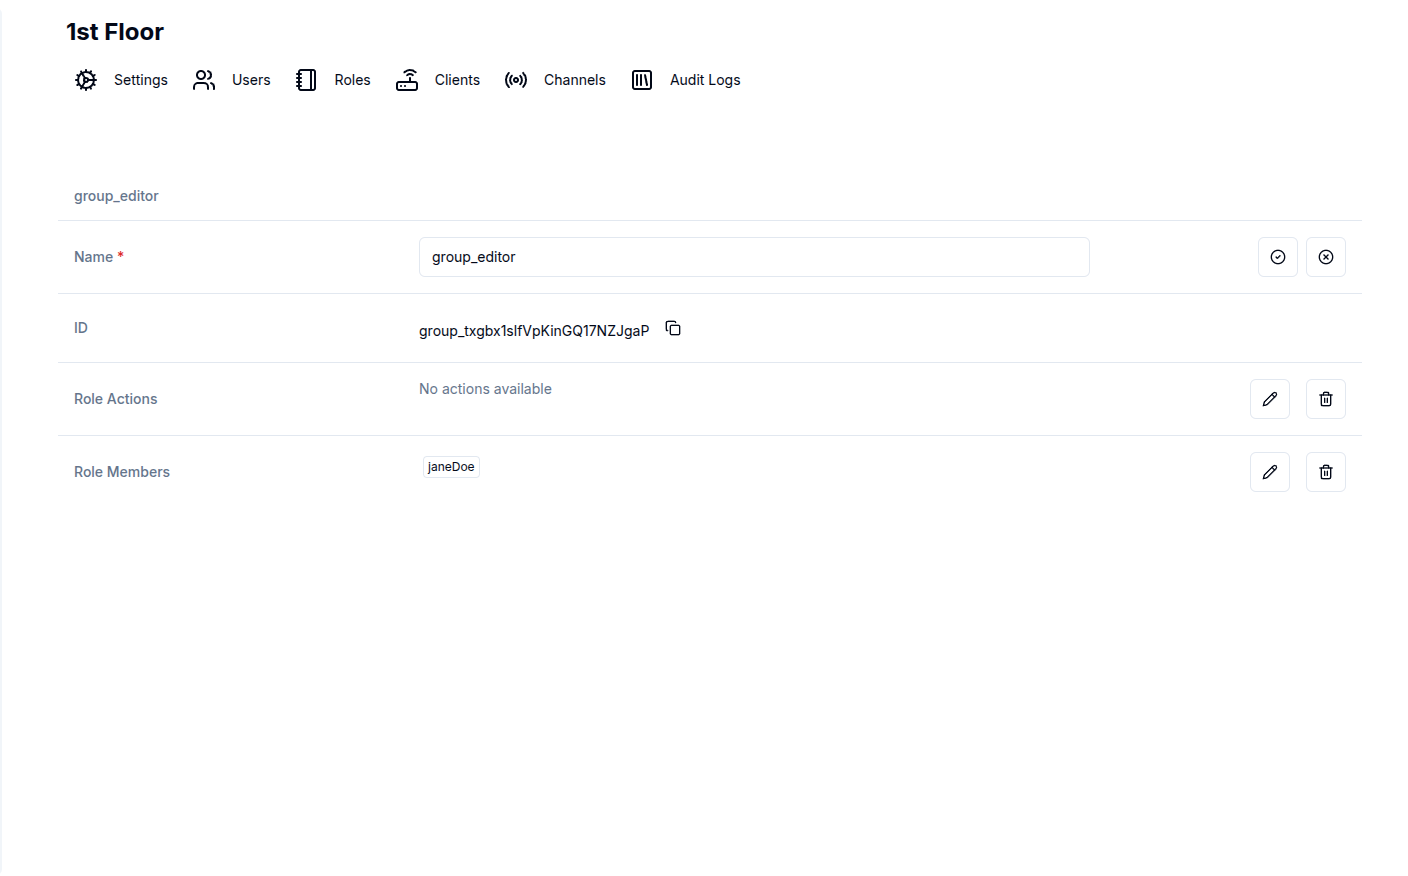 1st Floor
Settings Users Roles Clients Channels Audit Logs
group_editor
Name * group_editor
ID group_txgbx1slfVpKinGQ17NZJgaP
Role Actions No actions available
Role Members janeDoe